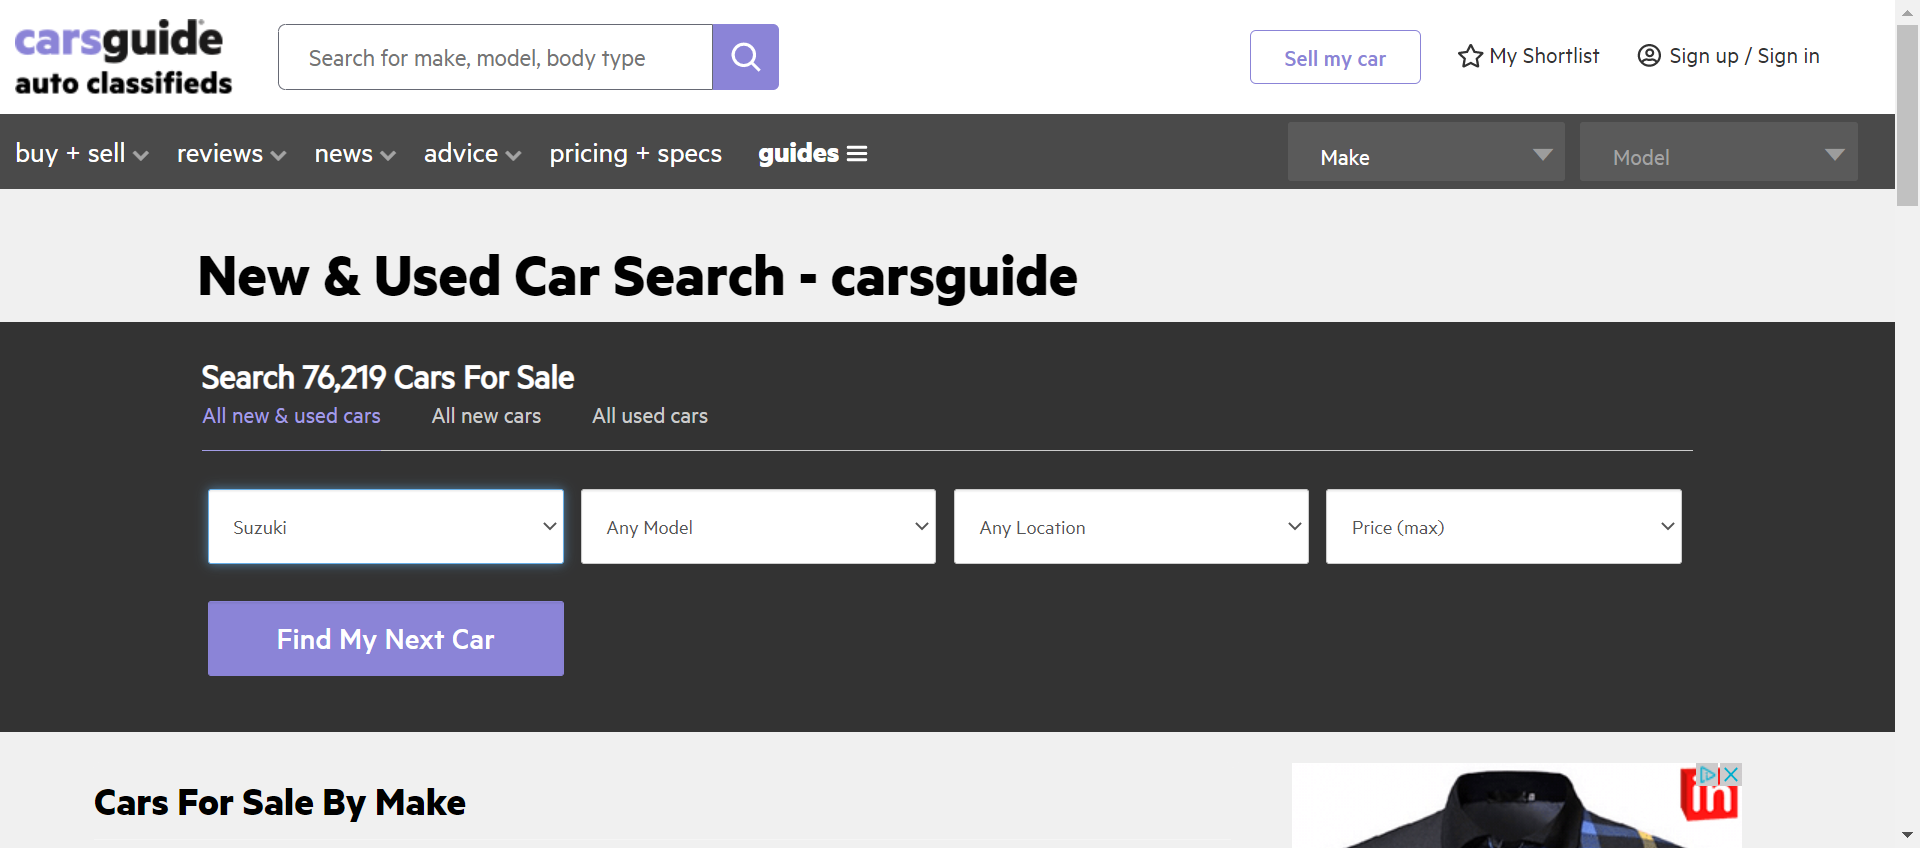 carsguide
auto classifieds
Search for make, model, body type
Sell my car
My Shortlist
Sign up / Sign in
buy + sell
reviews
news
advice
pricing + specs
guides
Make
Model
New & Used Car Search - carsguide
Search 76,219 Cars For Sale
All new & used cars
All new cars
All used cars
Suzuki
Any Model
Any Location
Price (max)
Find My Next Car
Cars For Sale By Make
in